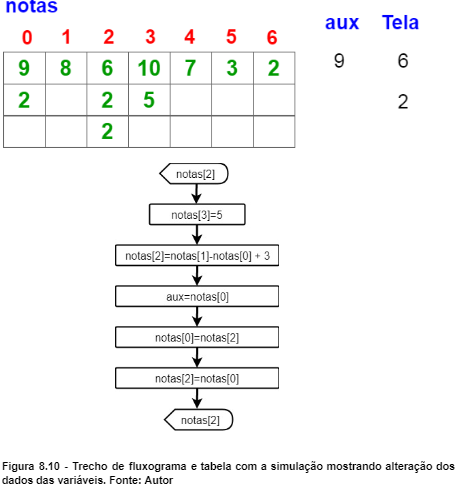 notas
aux Tela
0 1 2 3 4 5 6
9 8 6 10 7 3 2
9 6
2 2 5
2
2
notas[2]
notas[3]=5
notas[2]=notas[1]-notas[0] + 3
aux=notas[0]
notas[0]=notas[2]
notas[2]=notas[0]
notas[2]
Figura 8.10 - Trecho de fluxograma e tabela com a simulação mostrando alteração dos
dados das variáveis. Fonte: Autor